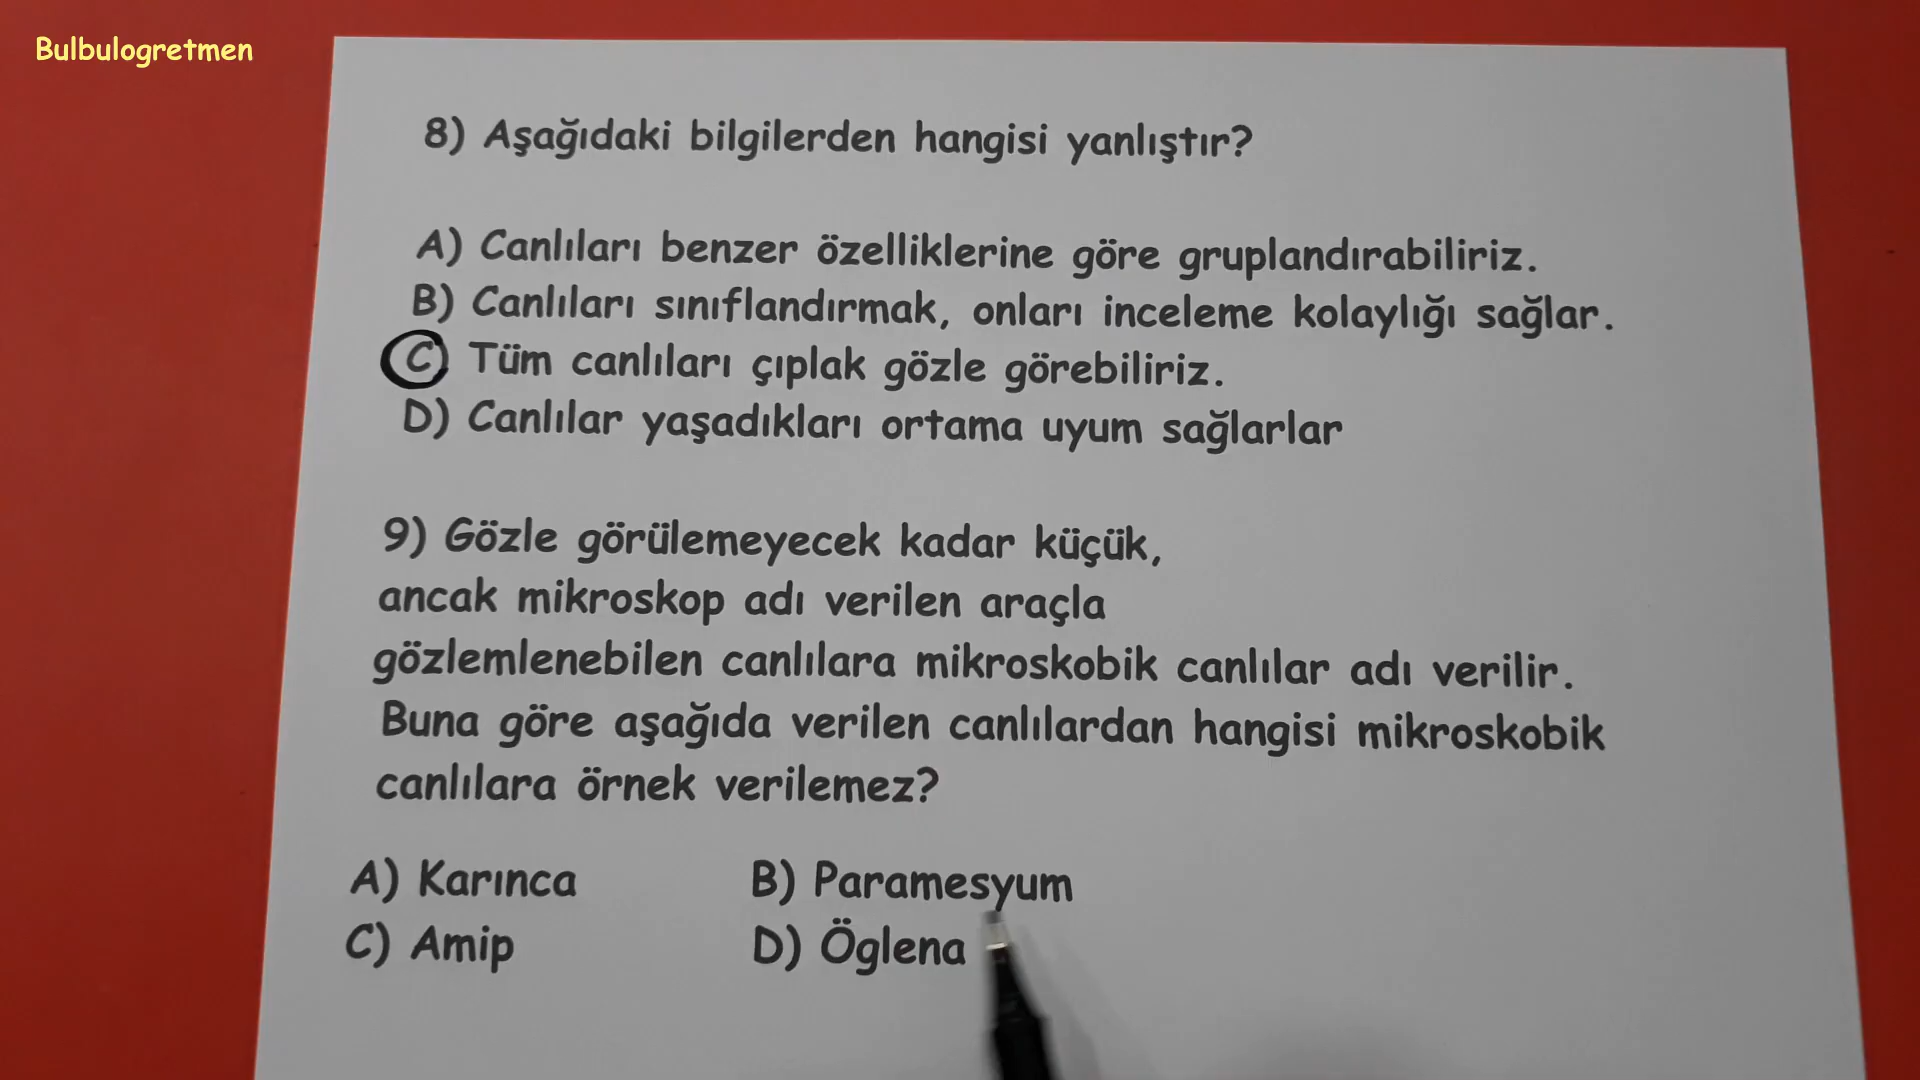 Bulbulogretmen
8) Aşağıdaki bilgilerden hangisi yanlıştır?
A) Canlıları benzer özelliklerine göre gruplandırabiliriz.
B) Canlıları sınıflandırmak, onları inceleme kolaylığı sağlar.
C) Tüm canlıları çıplak gözle görebiliriz.
D) Canlılar yaşadıkları ortama uyum sağlarlar
9) Gözle görülemeyecek kadar küçük,
ancak mikroskop adı verilen araçla
gözlemlenebilen canlılara mikroskobik canlılar adı verilir.
Buna göre aşağıda verilen canlılardan hangisi mikroskobik
canlılara örnek verilemez?
A) Karınca B) Paramesyum
C) Amip D) Öglena